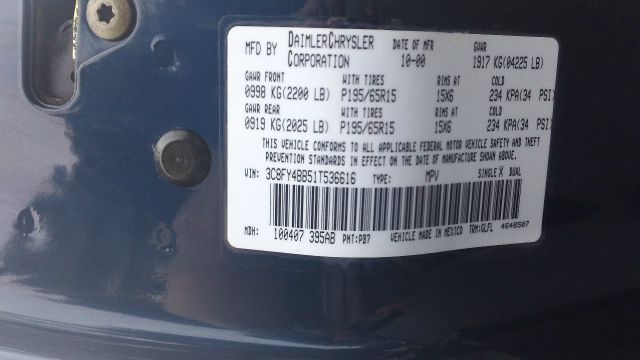 MFD BY DAIMLERCHRYSLER CORPORATION DATE OF MFR 10-00 GVWR 1917 KG(04225 LB)
GAWR FRONT WITH TIRES RIMS AT COLD
0998 KG(2200 LB) P195/65R15 15X6 234 KPA(34 PSI)
GAWR REAR WITH TIRES RIMS AT COLD
0919 KG(2025 LB) P195/65R15 15X6 234 KPA(34 PSI)
THIS VEHICLE CONFORMS TO ALL APPLICABLE FEDERAL MOTOR VEHICLE SAFETY AND THEFT
PREVENTION STANDARDS IN EFFECT ON THE DATE OF MANUFACTURE SHOWN ABOVE.
VIN: 3C8FY4BB51T536616 TYPE: MPV SINGLE X DUAL
MDH: 100407 395AB PNT:PB7 VEHICLE MADE IN MEXICO TRM:GLFL 4648507